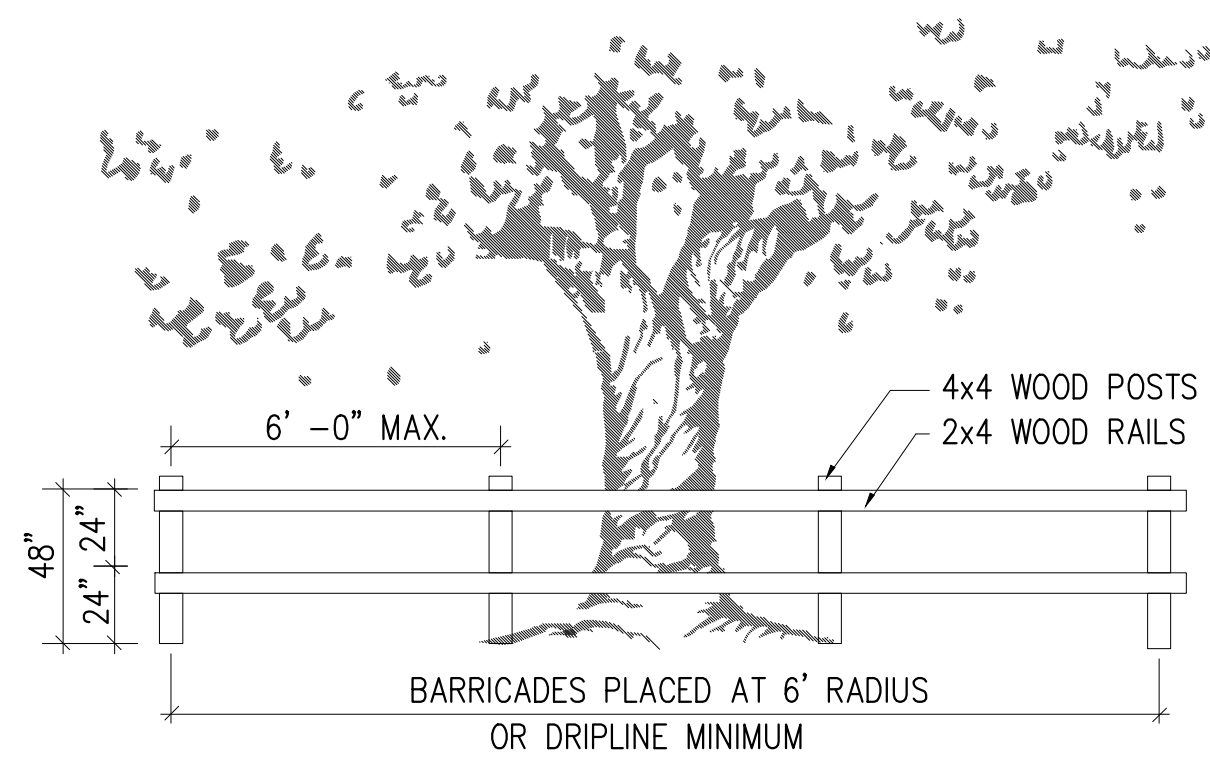 4x4 WOOD POSTS
6' -0" MAX.
2x4 WOOD RAILS
48"
24"
24"
BARRICADES PLACED AT 6' RADIUS
OR DRIPLINE MINIMUM